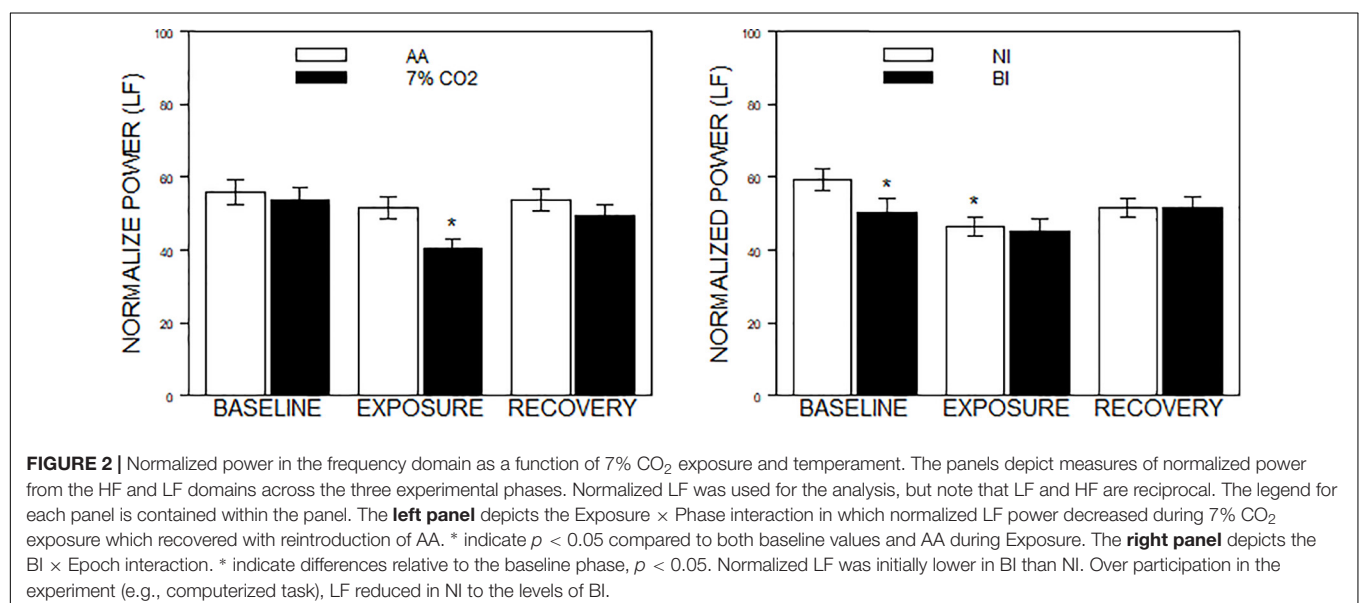 100
80
60
40
20
0
NORMALIZE POWER (LF)
AA
7% CO2
*
BASELINE EXPOSURE RECOVERY
100
80
60
40
20
0
NORMALIZED POWER (LF)
NI
BI
*
*
BASELINE EXPOSURE RECOVERY
FIGURE 2 | Normalized power in the frequency domain as a function of 7% CO₂ exposure and temperament. The panels depict measures of normalized power
from the HF and LF domains across the three experimental phases. Normalized LF was used for the analysis, but note that LF and HF are reciprocal. The legend for
each panel is contained within the panel. The left panel depicts the Exposure × Phase interaction in which normalized LF power decreased during 7% CO₂
exposure which recovered with reintroduction of AA. * indicate p < 0.05 compared to both baseline values and AA during Exposure. The right panel depicts the
BI × Epoch interaction. * indicate differences relative to the baseline phase, p < 0.05. Normalized LF was initially lower in BI than NI. Over participation in the
experiment (e.g., computerized task), LF reduced in NI to the levels of BI.